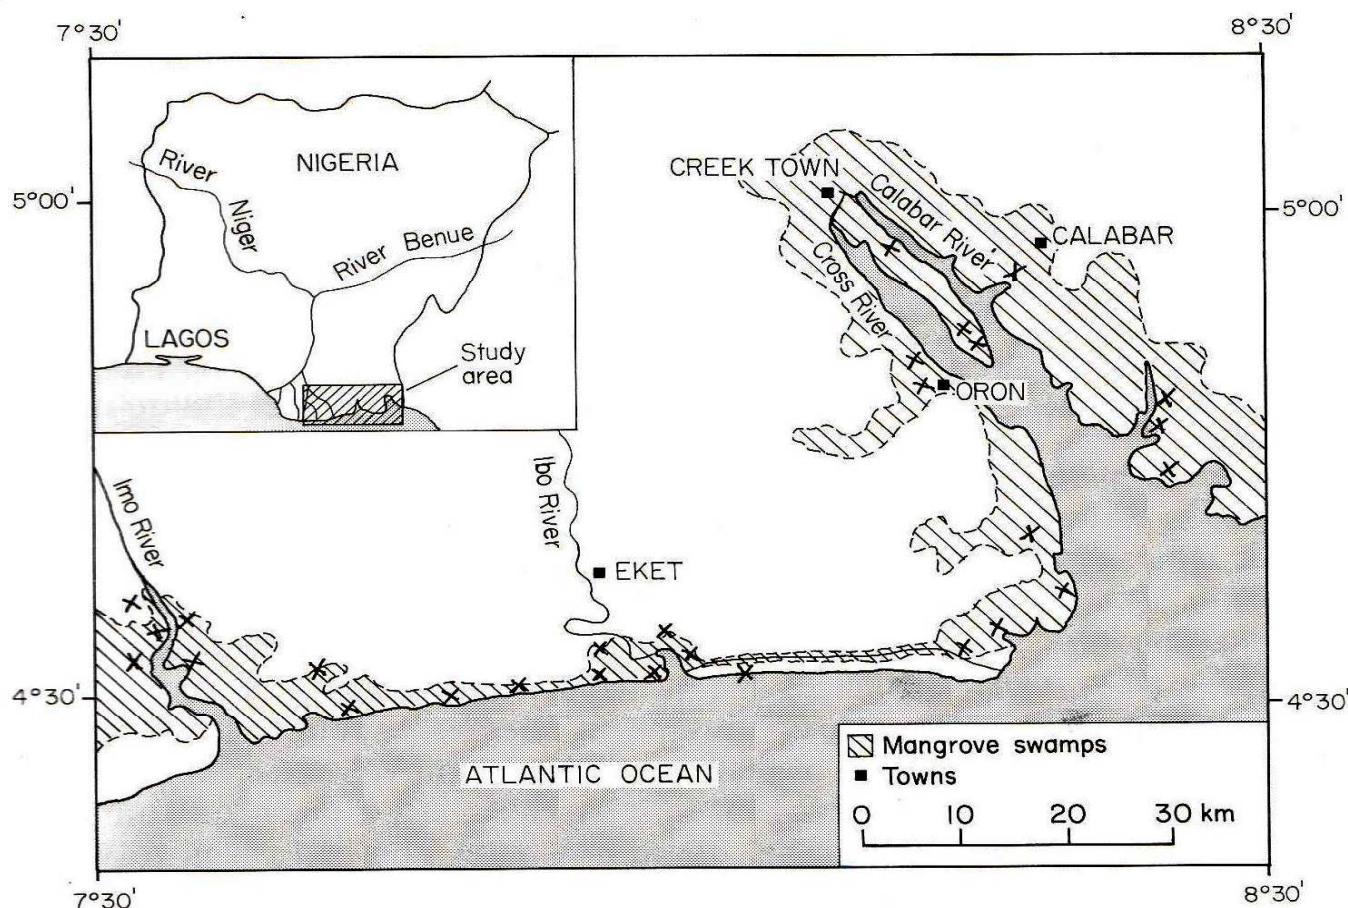 7°30'
8°30'
River
NIGERIA
Niger
River Benue
LAGOS
Study
area
CREEK TOWN
Calabar River
CALABAR
Cross River
ORON
5°00'
5°00'
Imo River
Ibo River
EKET
4°30'
4°30'
ATLANTIC OCEAN
Mangrove swamps
Towns
0 10 20 30 km
7°30'
8°30'